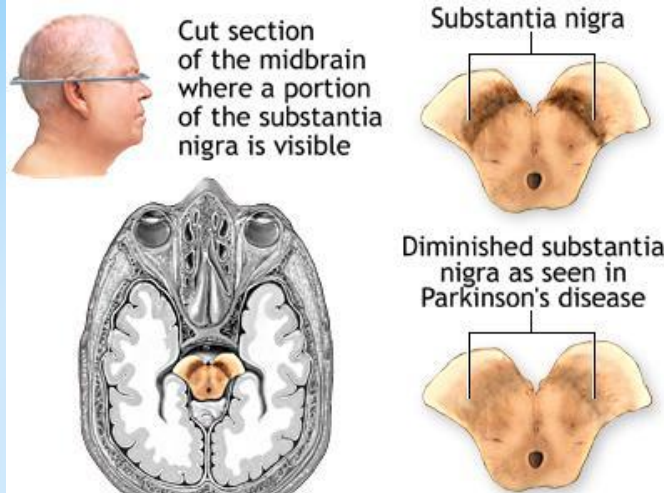 Cut section
of the midbrain
where a portion
of the substantia
nigra is visible
Substantia nigra
Diminished substantia
nigra as seen in
Parkinson's disease